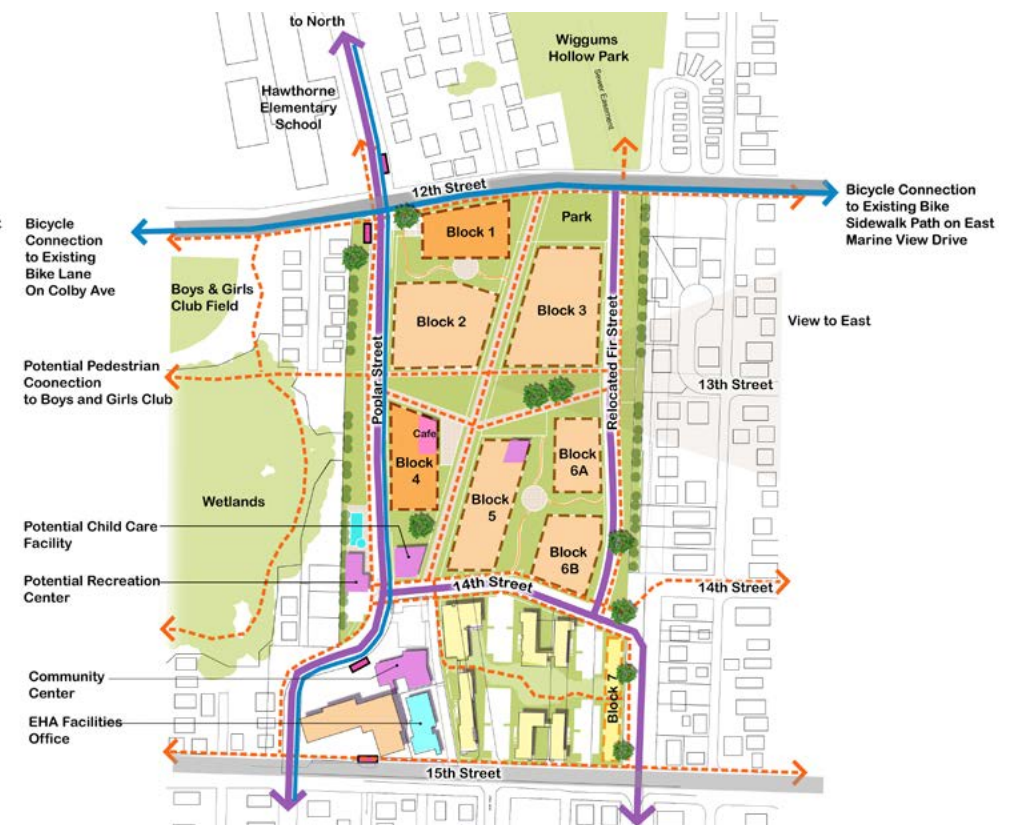 to North
Wiggums
Hollow Park
Sewer Easement
Hawthorne
Elementary
School
12th Street
Bicycle Connection
to Existing Bike
Sidewalk Path on East
Marine View Drive
Bicycle
Connection
to Existing
Bike Lane
On Colby Ave
Block 1
Park
Boys & Girls
Club Field
Block 2
Block 3
Relocated Fir Street
View to East
Poplar Street
Potential Pedestrian
Coonection
to Boys and Girls Club
13th Street
Cafe
Block
4
Block
6A
Block
5
Wetlands
Potential Child Care
Facility
Block
6B
Potential Recreation
Center
14th Street
14th Street
Community
Center
Block 7
EHA Facilities
Office
15th Street